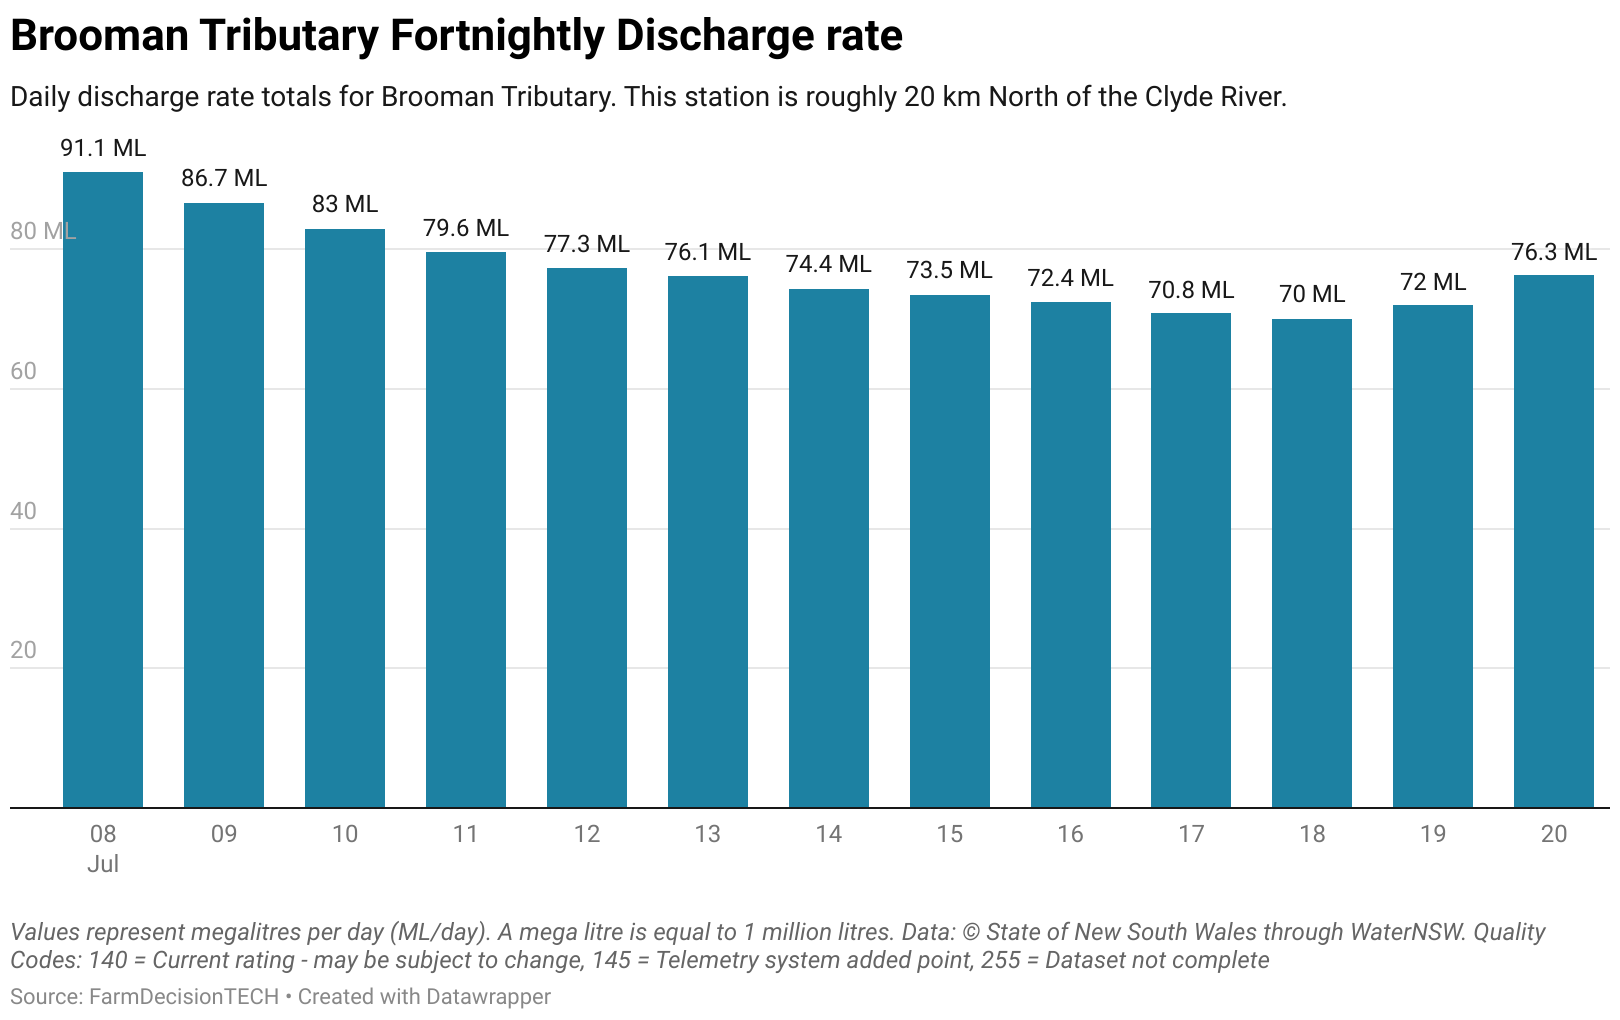 Brooman Tributary Fortnightly Discharge rate
Daily discharge rate totals for Brooman Tributary. This station is roughly 20 km North of the Clyde River.
91.1 ML
86.7 ML
83 ML
79.6 ML
77.3 ML
76.1 ML
74.4 ML
73.5 ML
72.4 ML
70.8 ML
70 ML
72 ML
76.3 ML
80 ML
60
40
20
08 09 10 11 12 13 14 15 16 17 18 19 20
Jul
Values represent megalitres per day (ML/day). A mega litre is equal to 1 million litres. Data: © State of New South Wales through WaterNSW. Quality
Codes: 140 = Current rating - may be subject to change, 145 = Telemetry system added point, 255 = Dataset not complete
Source: FarmDecisionTECH • Created with Datawrapper